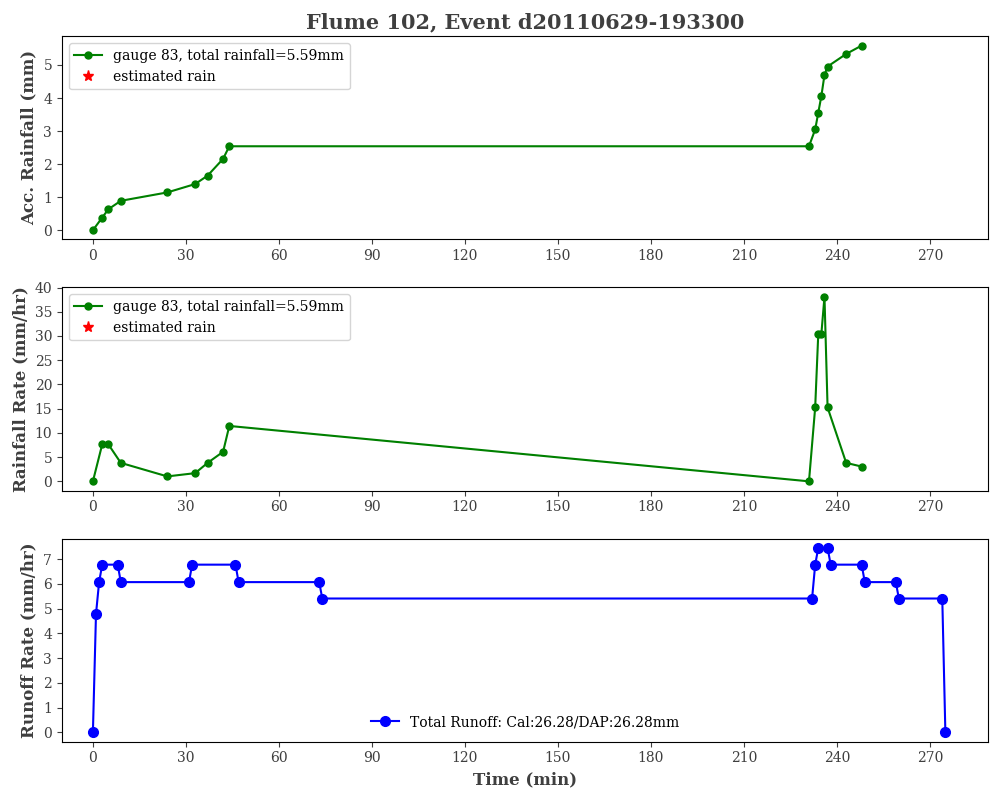 Flume 102, Event d20110629-193300
Acc. Rainfall (mm)
gauge 83, total rainfall=5.59mm
estimated rain
5
4
3
2
1
0
0 30 60 90 120 150 180 210 240 270
Rainfall Rate (mm/hr)
gauge 83, total rainfall=5.59mm
estimated rain
40
35
30
25
20
15
10
5
0
0 30 60 90 120 150 180 210 240 270
Runoff Rate (mm/hr)
7
6
5
4
3
2
1
0
Total Runoff: Cal:26.28/DAP:26.28mm
0 30 60 90 120 150 180 210 240 270
Time (min)